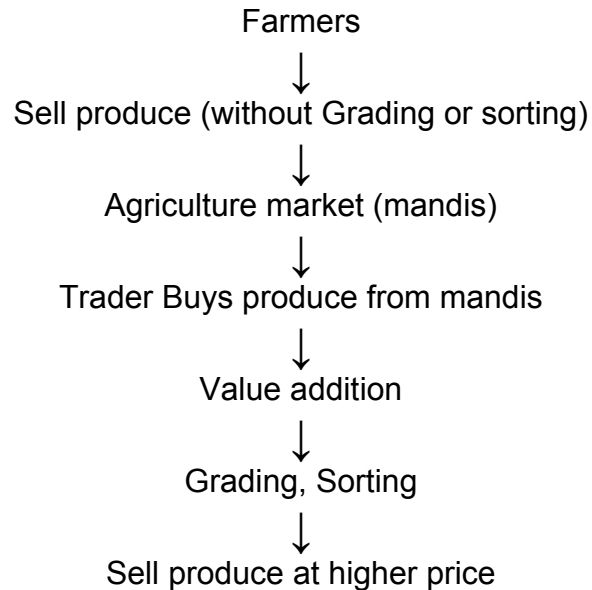 Farmers
↓
Sell produce (without Grading or sorting)
↓
Agriculture market (mandis)
↓
Trader Buys produce from mandis
↓
Value addition
↓
Grading, Sorting
↓
Sell produce at higher price